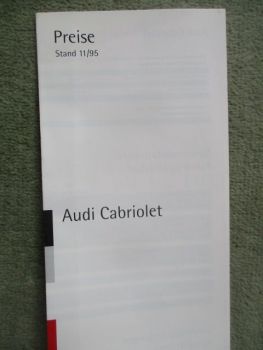 Preise
Stand 11/95
Audi Cabriolet